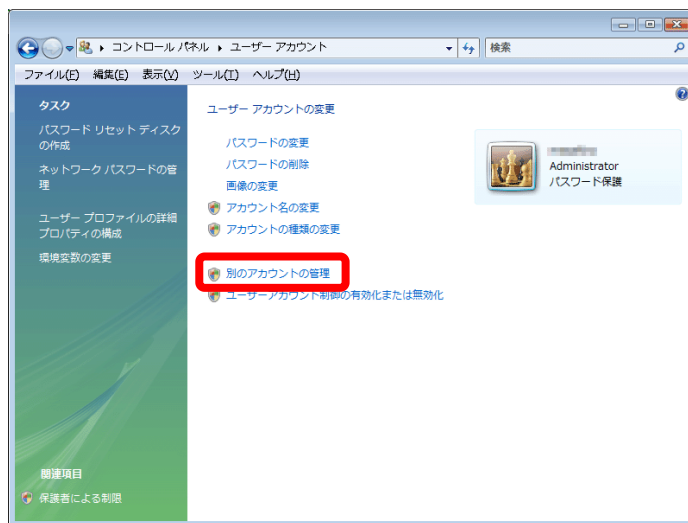 コントロール パネル ▸ ユーザー アカウント
検索
ファイル(F) 編集(E) 表示(V) ツール(T) ヘルプ(H)
タスク
パスワード リセット ディスク
の作成
ネットワーク パスワードの管
理
ユーザー プロファイルの詳細
プロパティの構成
環境変数の変更
関連項目
保護者による制限
ユーザー アカウントの変更
パスワードの変更
パスワードの削除
画像の変更
アカウント名の変更
アカウントの種類の変更
別のアカウントの管理
ユーザーアカウント制御の有効化または無効化
Administrator
パスワード保護